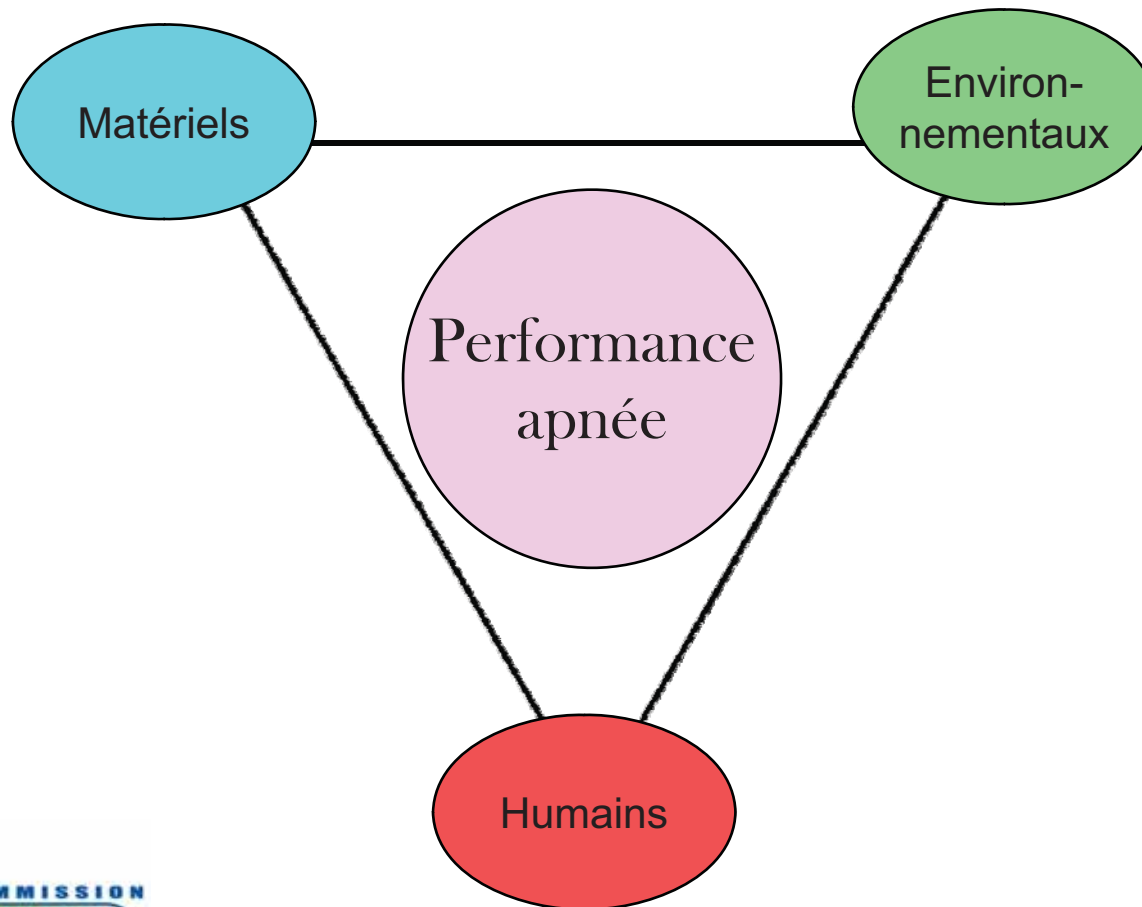 Matériels
Environ-
nementaux
Performance
apnée
Humains
MMISSION